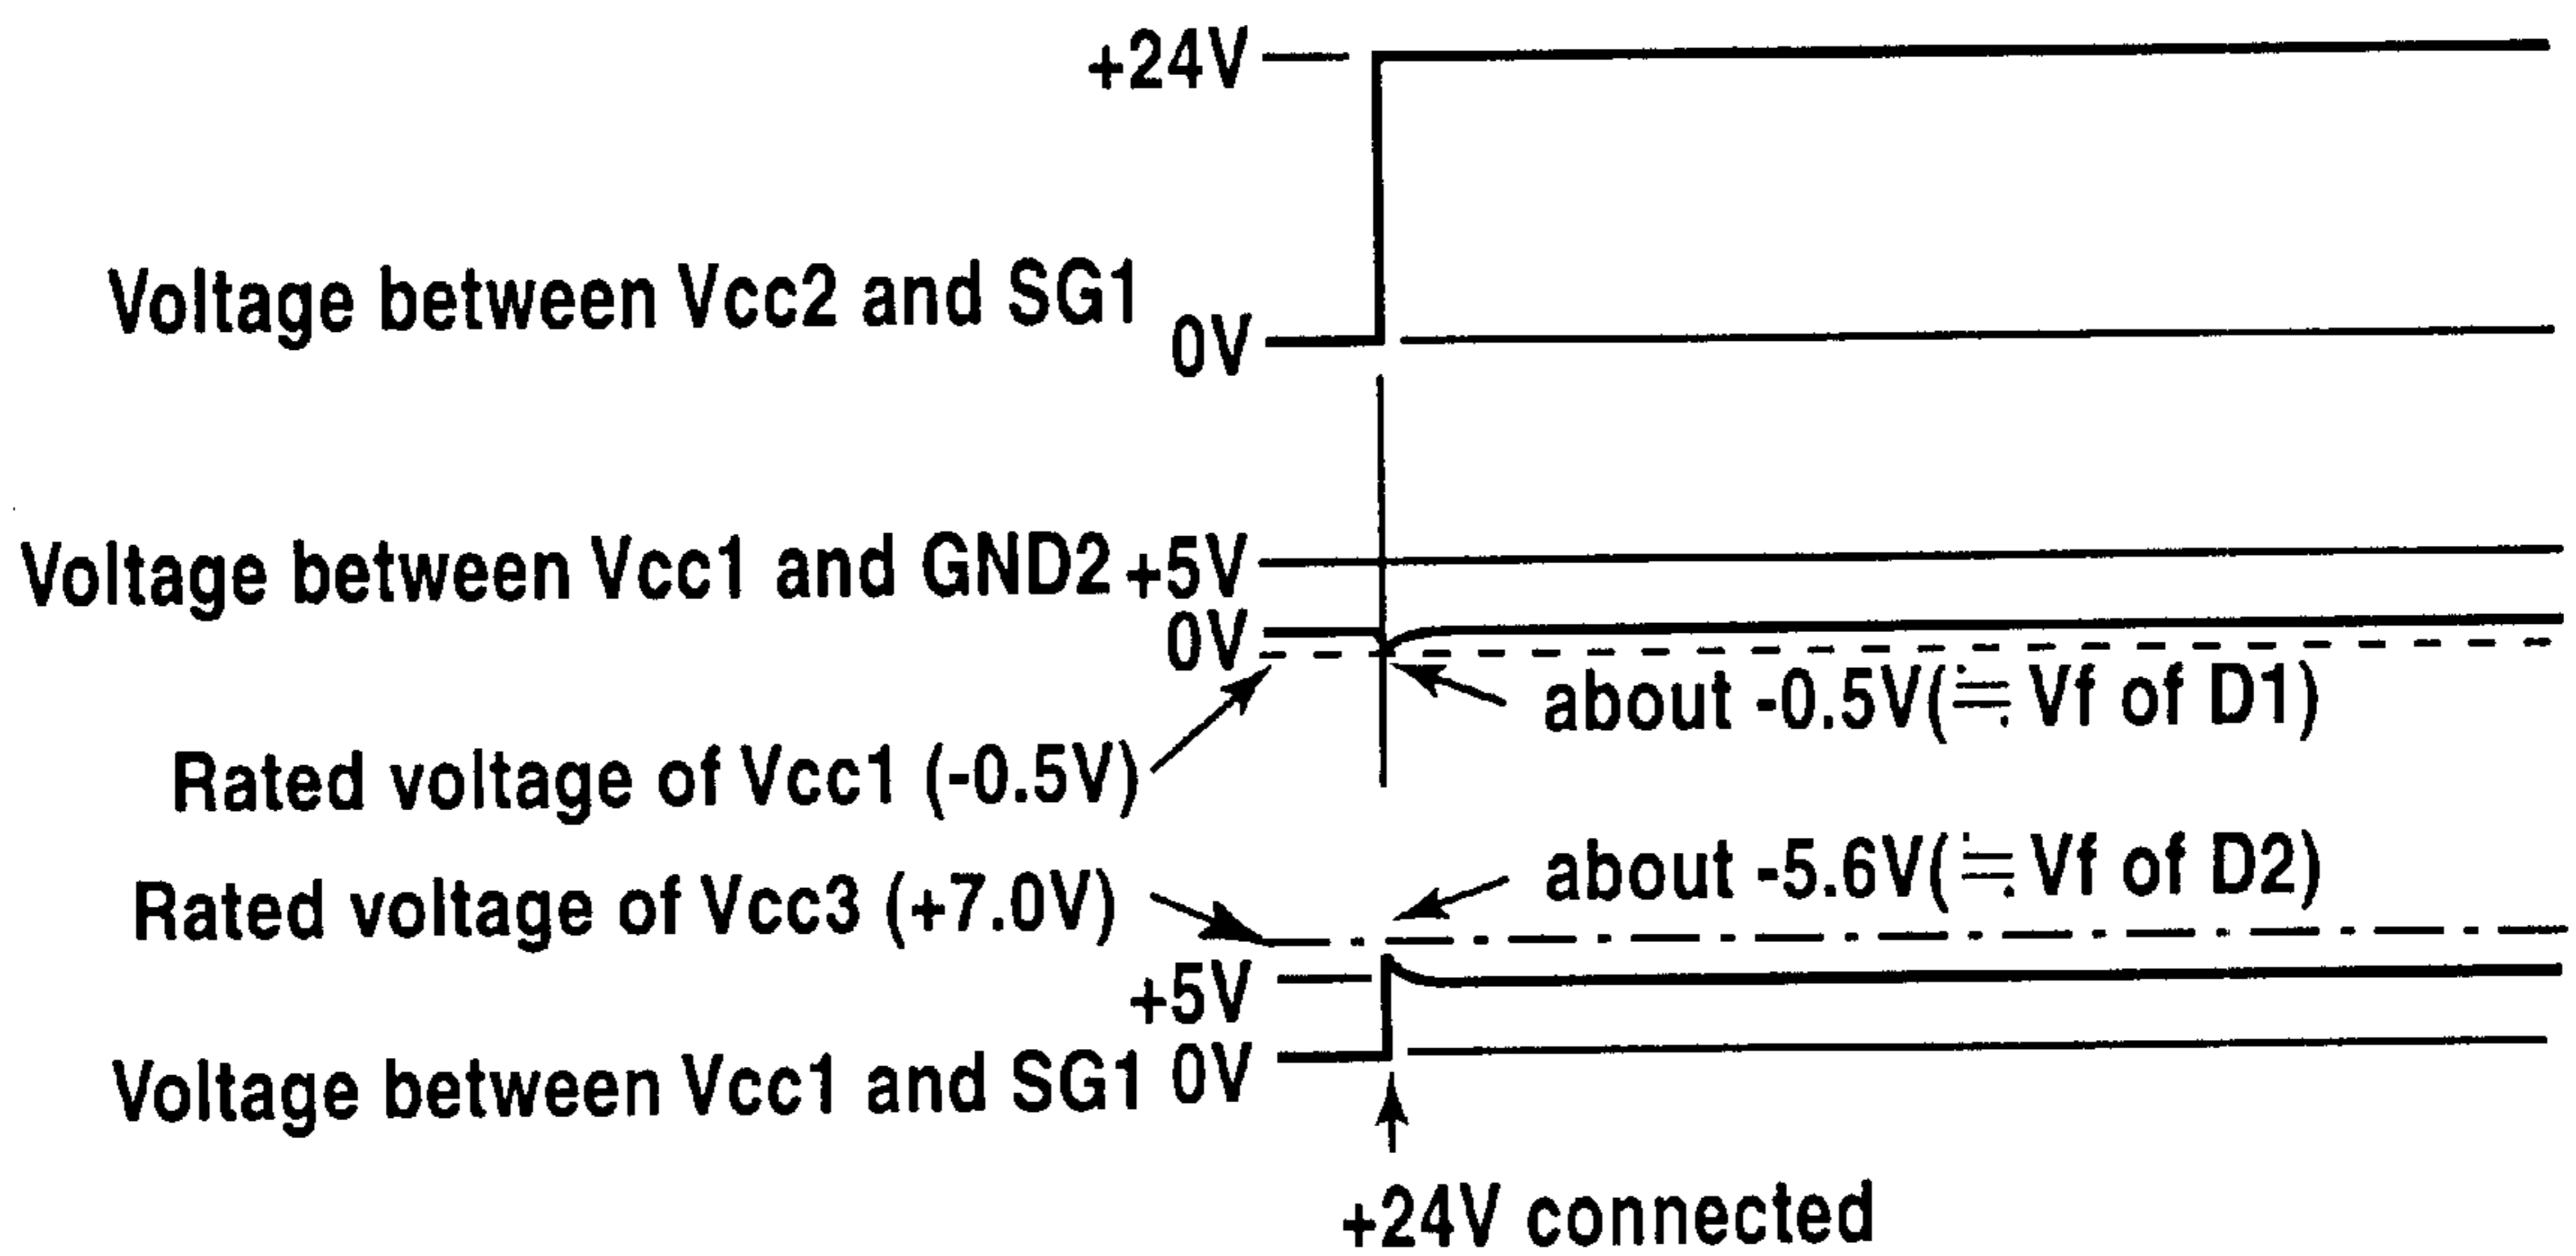 +24V
Voltage between Vcc2 and SG1
0V
Voltage between Vcc1 and GND2 +5V
0V
about -0.5V(≒ Vf of D1)
Rated voltage of Vcc1 (-0.5V)
about -5.6V(≒ Vf of D2)
Rated voltage of Vcc3 (+7.0V)
+5V
Voltage between Vcc1 and SG1 0V
+24V connected